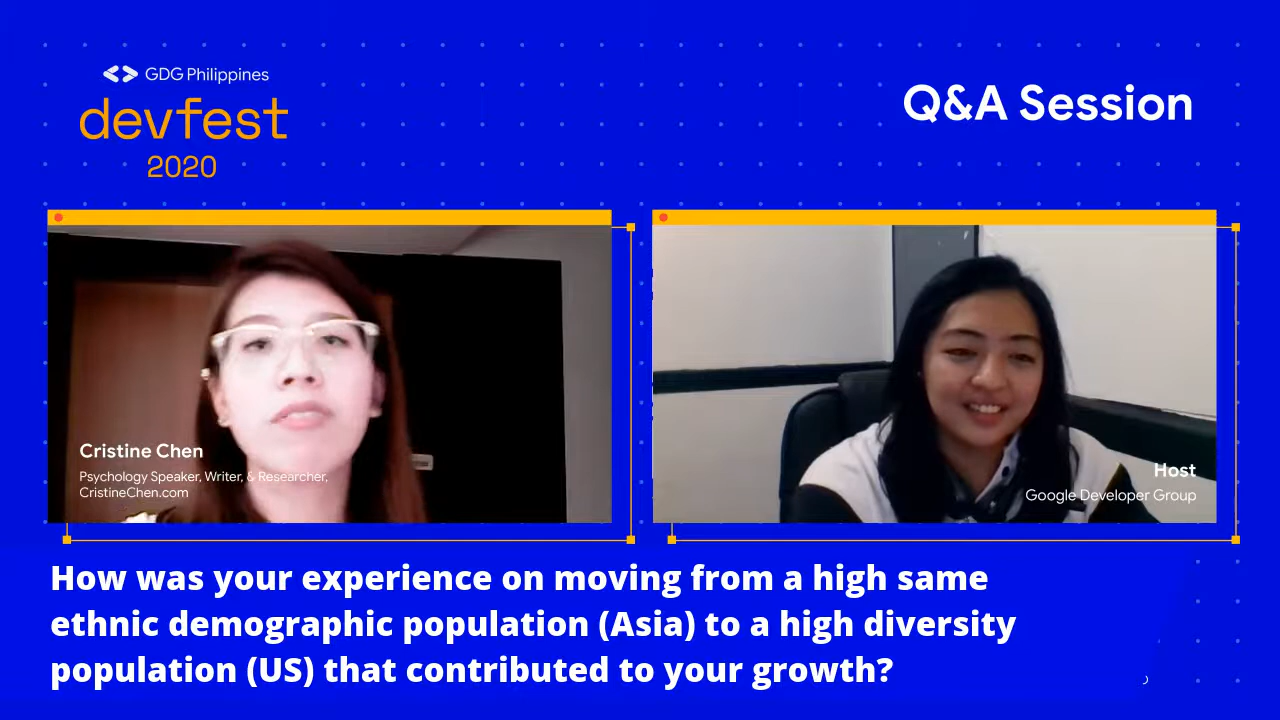 GDG Philippines
devfest
2020
Q&A Session
Cristine Chen
Psychology Speaker, Writer, & Researcher,
CristineChen.com
Host
Google Developer Group
How was your experience on moving from a high same
ethnic demographic population (Asia) to a high diversity
population (US) that contributed to your growth?